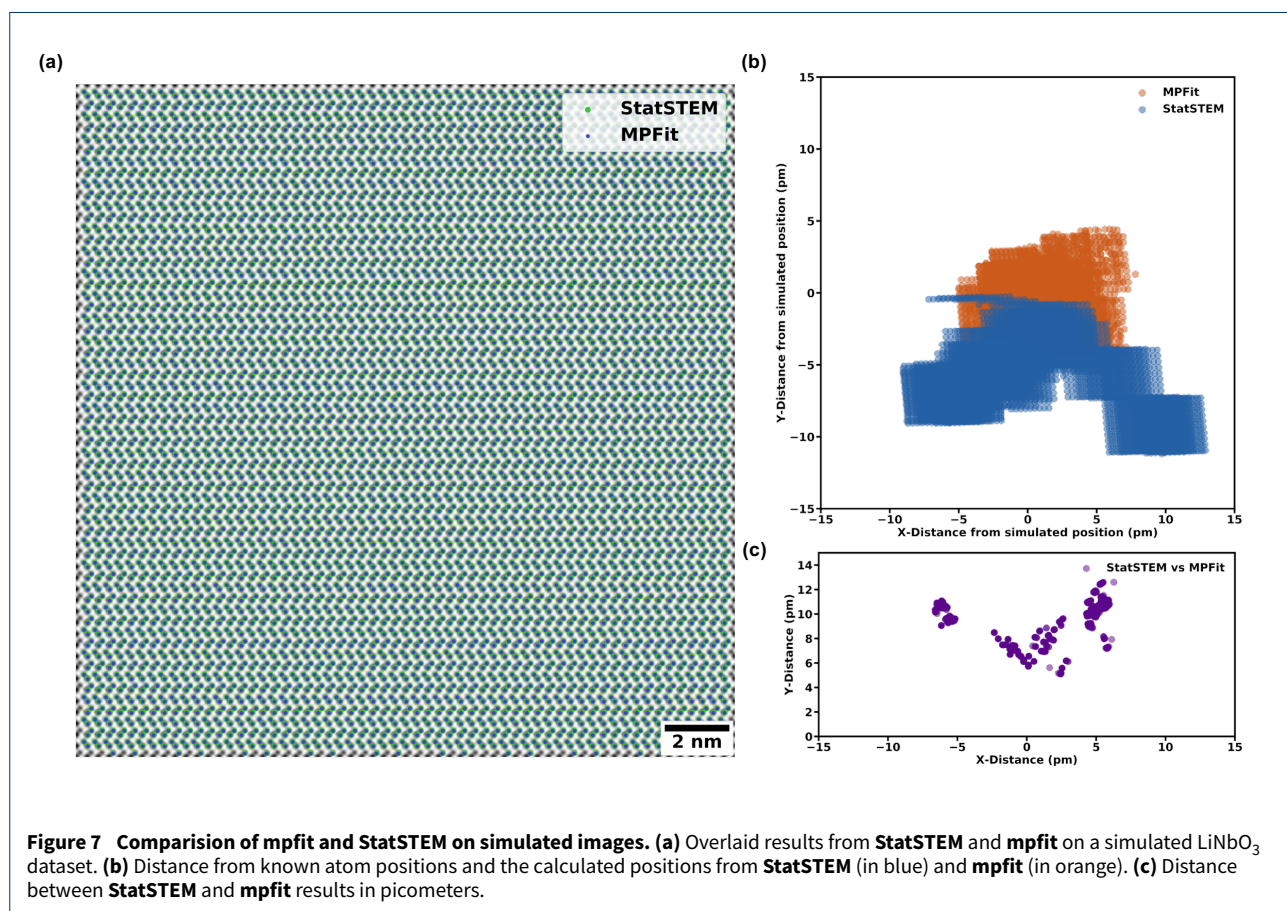 (a)
StatSTEM
MPFit
2 nm
(b)
15
10
5
0
−5
−10
−15
−15
−10
−5
0
5
10
15
Y-Distance from simulated position (pm)
X-Distance from simulated position (pm)
MPFit
StatSTEM
(c)
14
12
10
8
6
4
2
0
−15
−10
−5
0
5
10
15
Y-Distance (pm)
X-Distance (pm)
StatSTEM vs MPFit
Figure 7 Comparision of mpfit and StatSTEM on simulated images. (a) Overlaid results from StatSTEM and mpfit on a simulated LiNbO3
dataset. (b) Distance from known atom positions and the calculated positions from StatSTEM (in blue) and mpfit (in orange). (c) Distance
between StatSTEM and mpfit results in picometers.